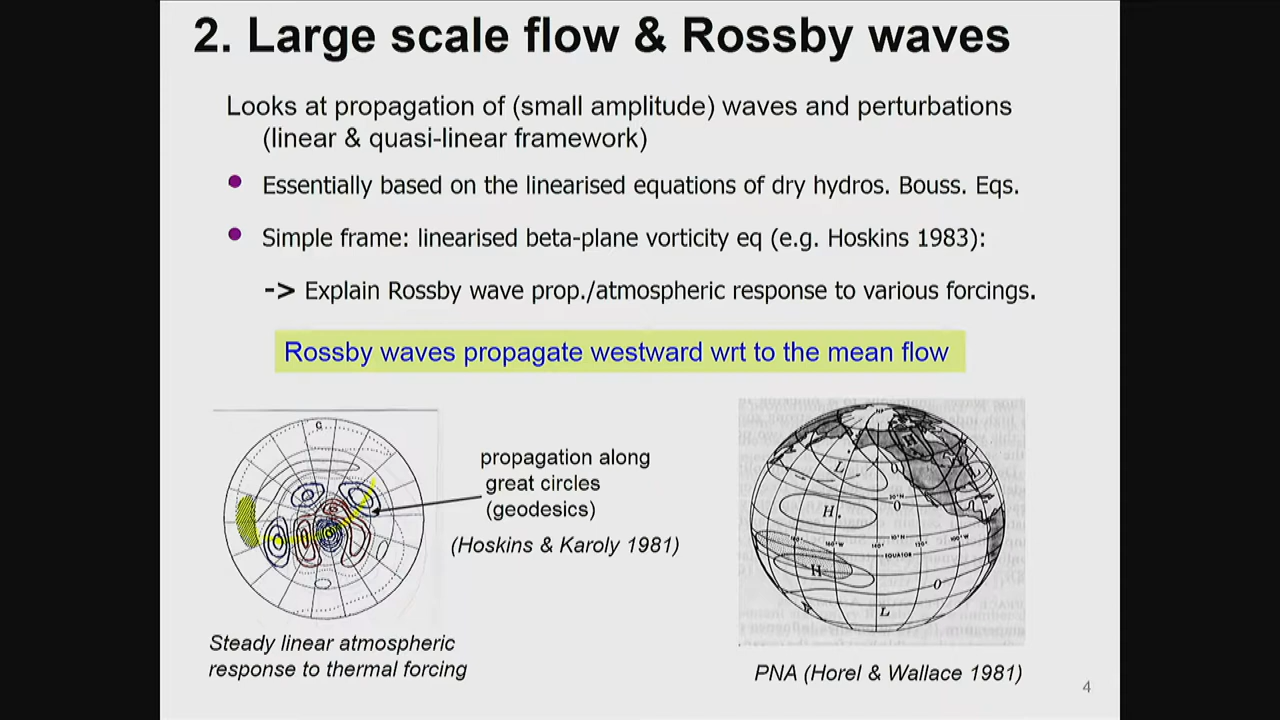 2. Large scale flow & Rossby waves
Looks at propagation of (small amplitude) waves and perturbations
(linear & quasi-linear framework)
Essentially based on the linearised equations of dry hydros. Bouss. Eqs.
Simple frame: linearised beta-plane vorticity eq (e.g. Hoskins 1983):
-> Explain Rossby wave prop./atmospheric response to various forcings.
Rossby waves propagate westward wrt to the mean flow
propagation along
great circles
(geodesics)
(Hoskins & Karoly 1981)
Steady linear atmospheric
response to thermal forcing
H
L
0
H
0
EQUATOR
H
0
L
PNA (Horel & Wallace 1981)
4